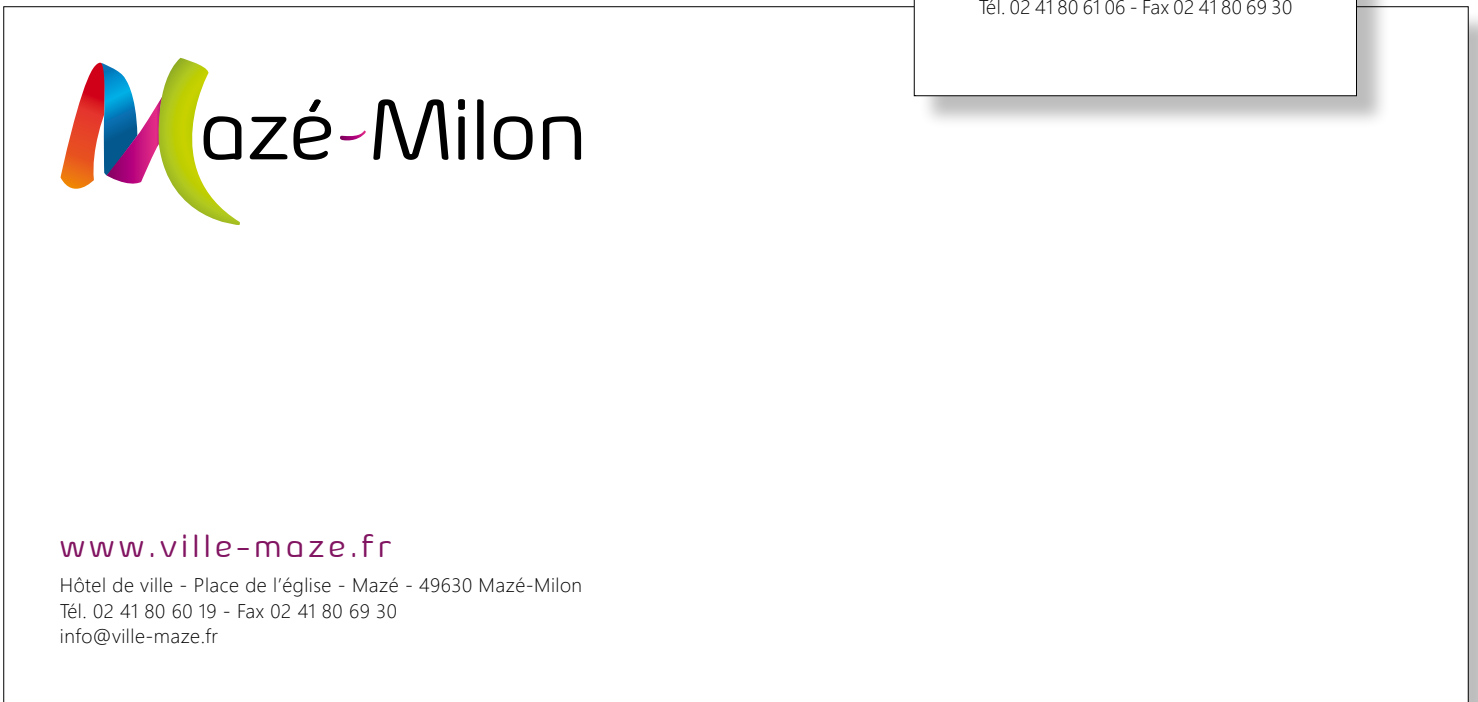 Tél. 02 41 80 61 06 - Fax 02 41 80 69 30
Mazé-Milon
www.ville-maze.fr
Hôtel de ville - Place de l'église - Mazé - 49630 Mazé-Milon
Tél. 02 41 80 60 19 - Fax 02 41 80 69 30
info@ville-maze.fr